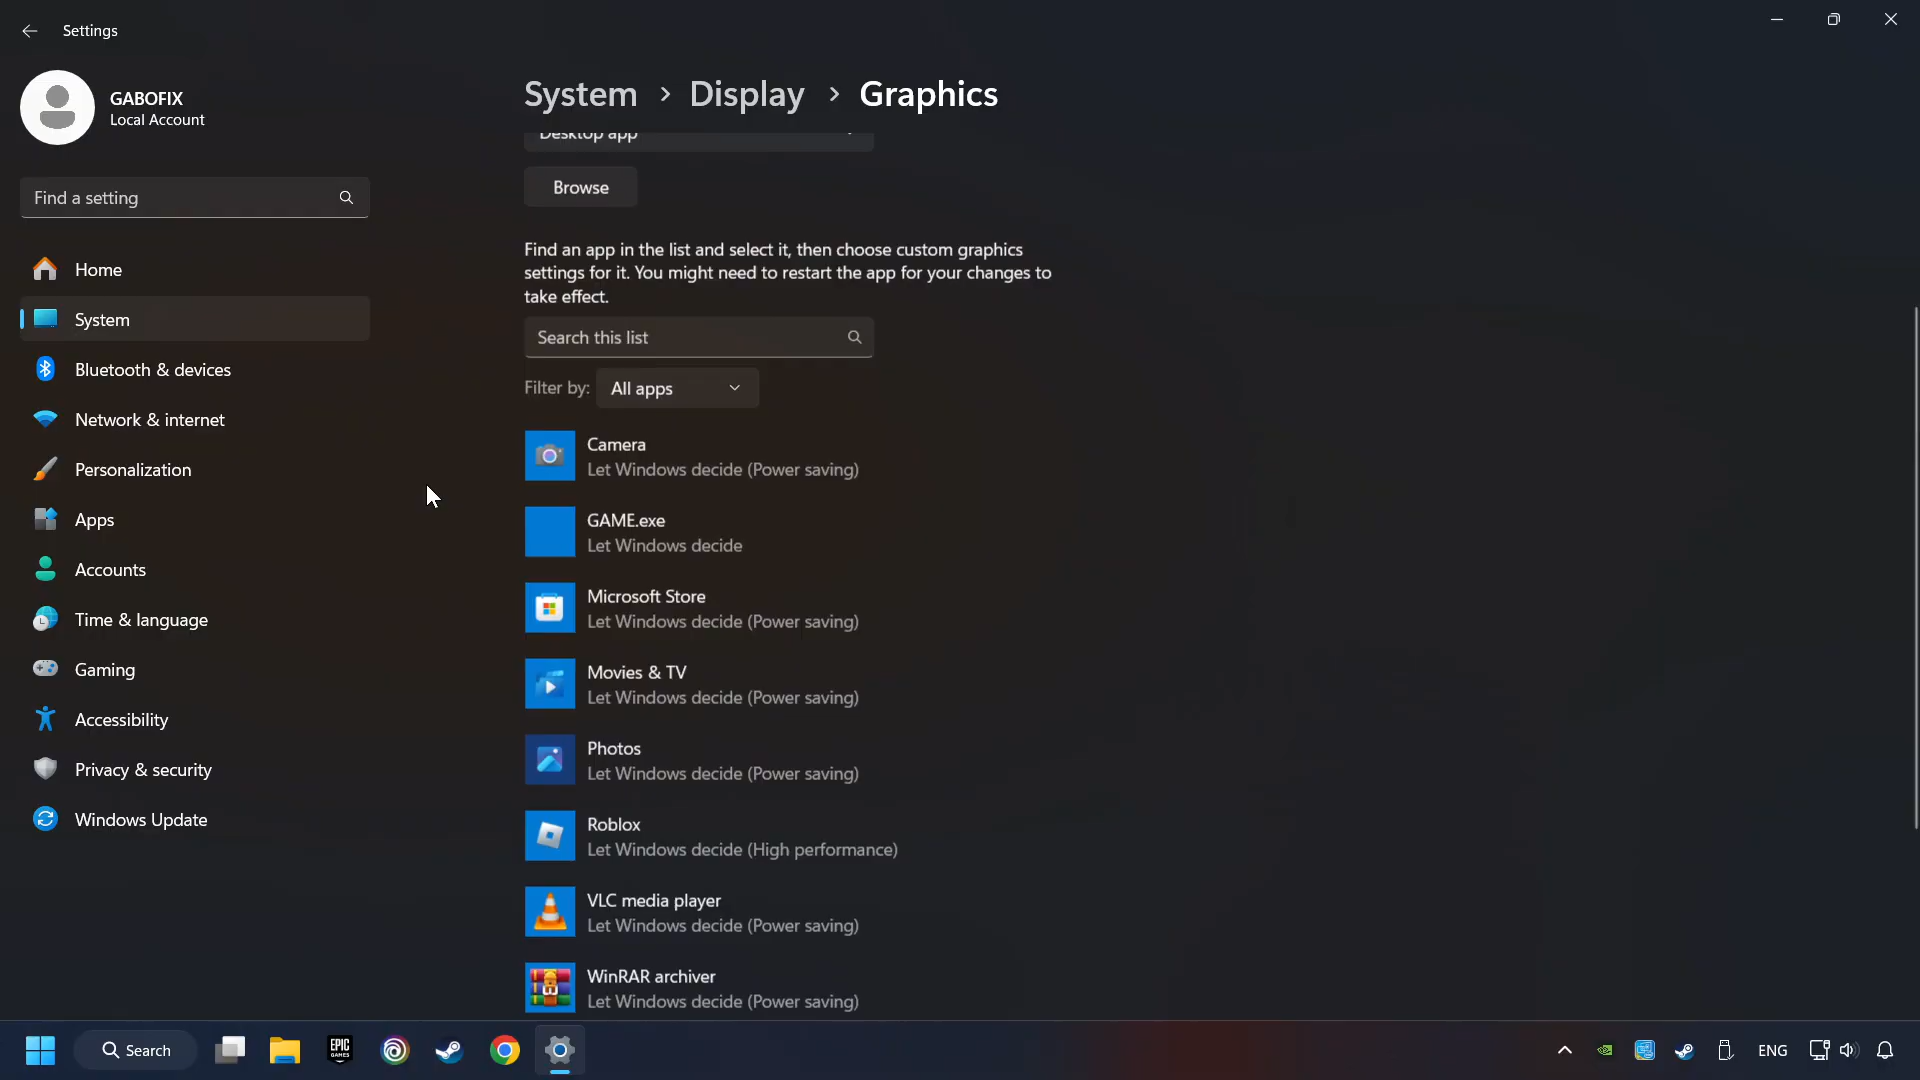 Settings
GABOFIX
Local Account
Find a setting
Home
System
Bluetooth & devices
Network & internet
Personalization
Apps
Accounts
Time & language
Gaming
Accessibility
Privacy & security
Windows Update
System › Display › Graphics
Desktop app
Browse
Find an app in the list and select it, then choose custom graphics
settings for it. You might need to restart the app for your changes to
take effect.
Search this list
Filter by: All apps
Camera
Let Windows decide (Power saving)
GAME.exe
Let Windows decide
Microsoft Store
Let Windows decide (Power saving)
Movies & TV
Let Windows decide (Power saving)
Photos
Let Windows decide (Power saving)
Roblox
Let Windows decide (High performance)
VLC media player
Let Windows decide (Power saving)
WinRAR archiver
Let Windows decide (Power saving)
Search
EPIC
GAMES
ENG